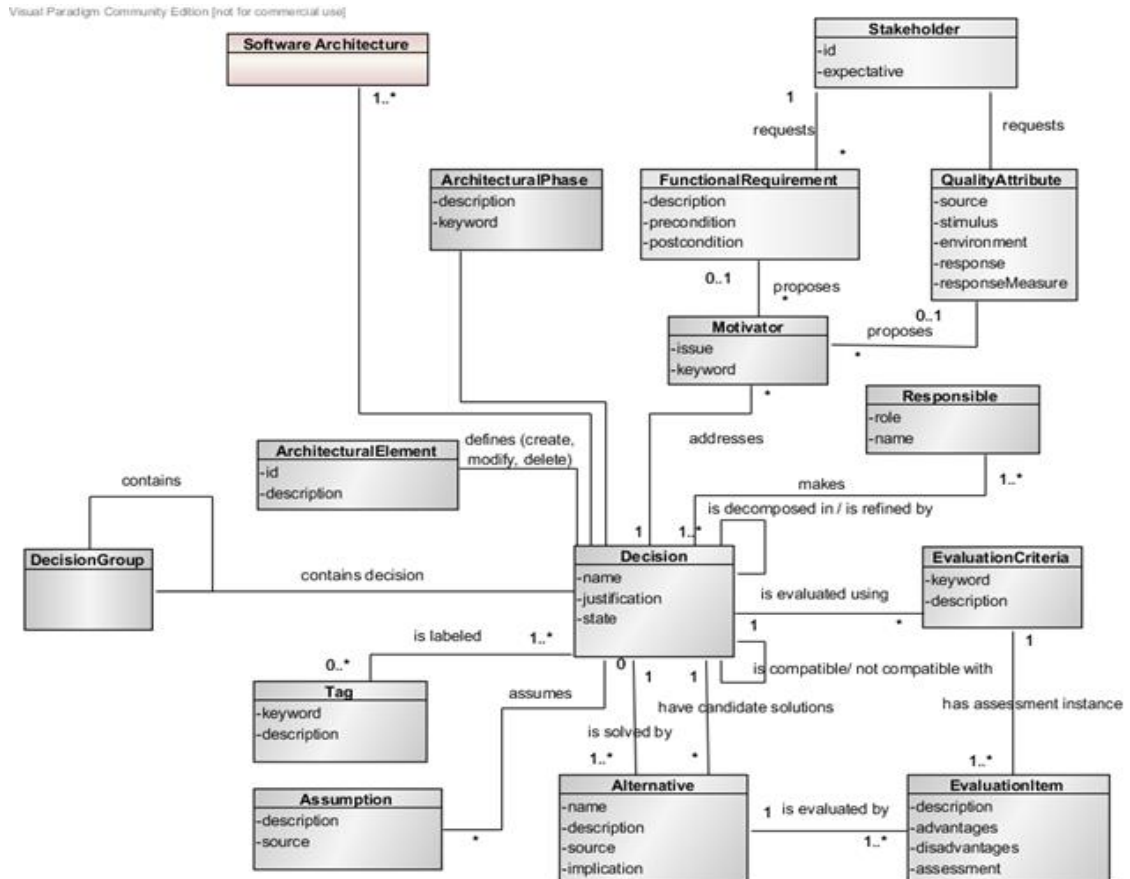 Visual Paradigm Community Edition [not for commercial use]
Software Architecture
1..*
Stakeholder
-id
-expectative
1
requests
*
requests
ArchitecturalPhase
-description
-keyword
FunctionalRequirement
-description
-precondition
-postcondition
0..1
QualityAttribute
-source
-stimulus
-environment
-response
-responseMeasure
0..1
proposes
*
proposes
*
Motivator
-issue
-keyword
*
addresses
Responsible
-role
-name
1..*
makes
ArchitecturalElement
-id
-description
defines (create,
modify, delete)
contains
DecisionGroup
contains decision
is decomposed in / is refined by
1
1..*
Decision
-name
-justification
-state
EvaluationCriteria
-keyword
-description
is evaluated using
1
*
1
is labeled
1..*
0..*
Tag
-keyword
-description
0
assumes
1
1
is compatible/ not compatible with
have candidate solutions
is solved by
has assessment instance
1..*
*
1..*
Assumption
-description
-source
*
Alternative
-name
-description
-source
-implication
1
is evaluated by
1..*
EvaluationItem
-description
-advantages
-disadvantages
-assessment